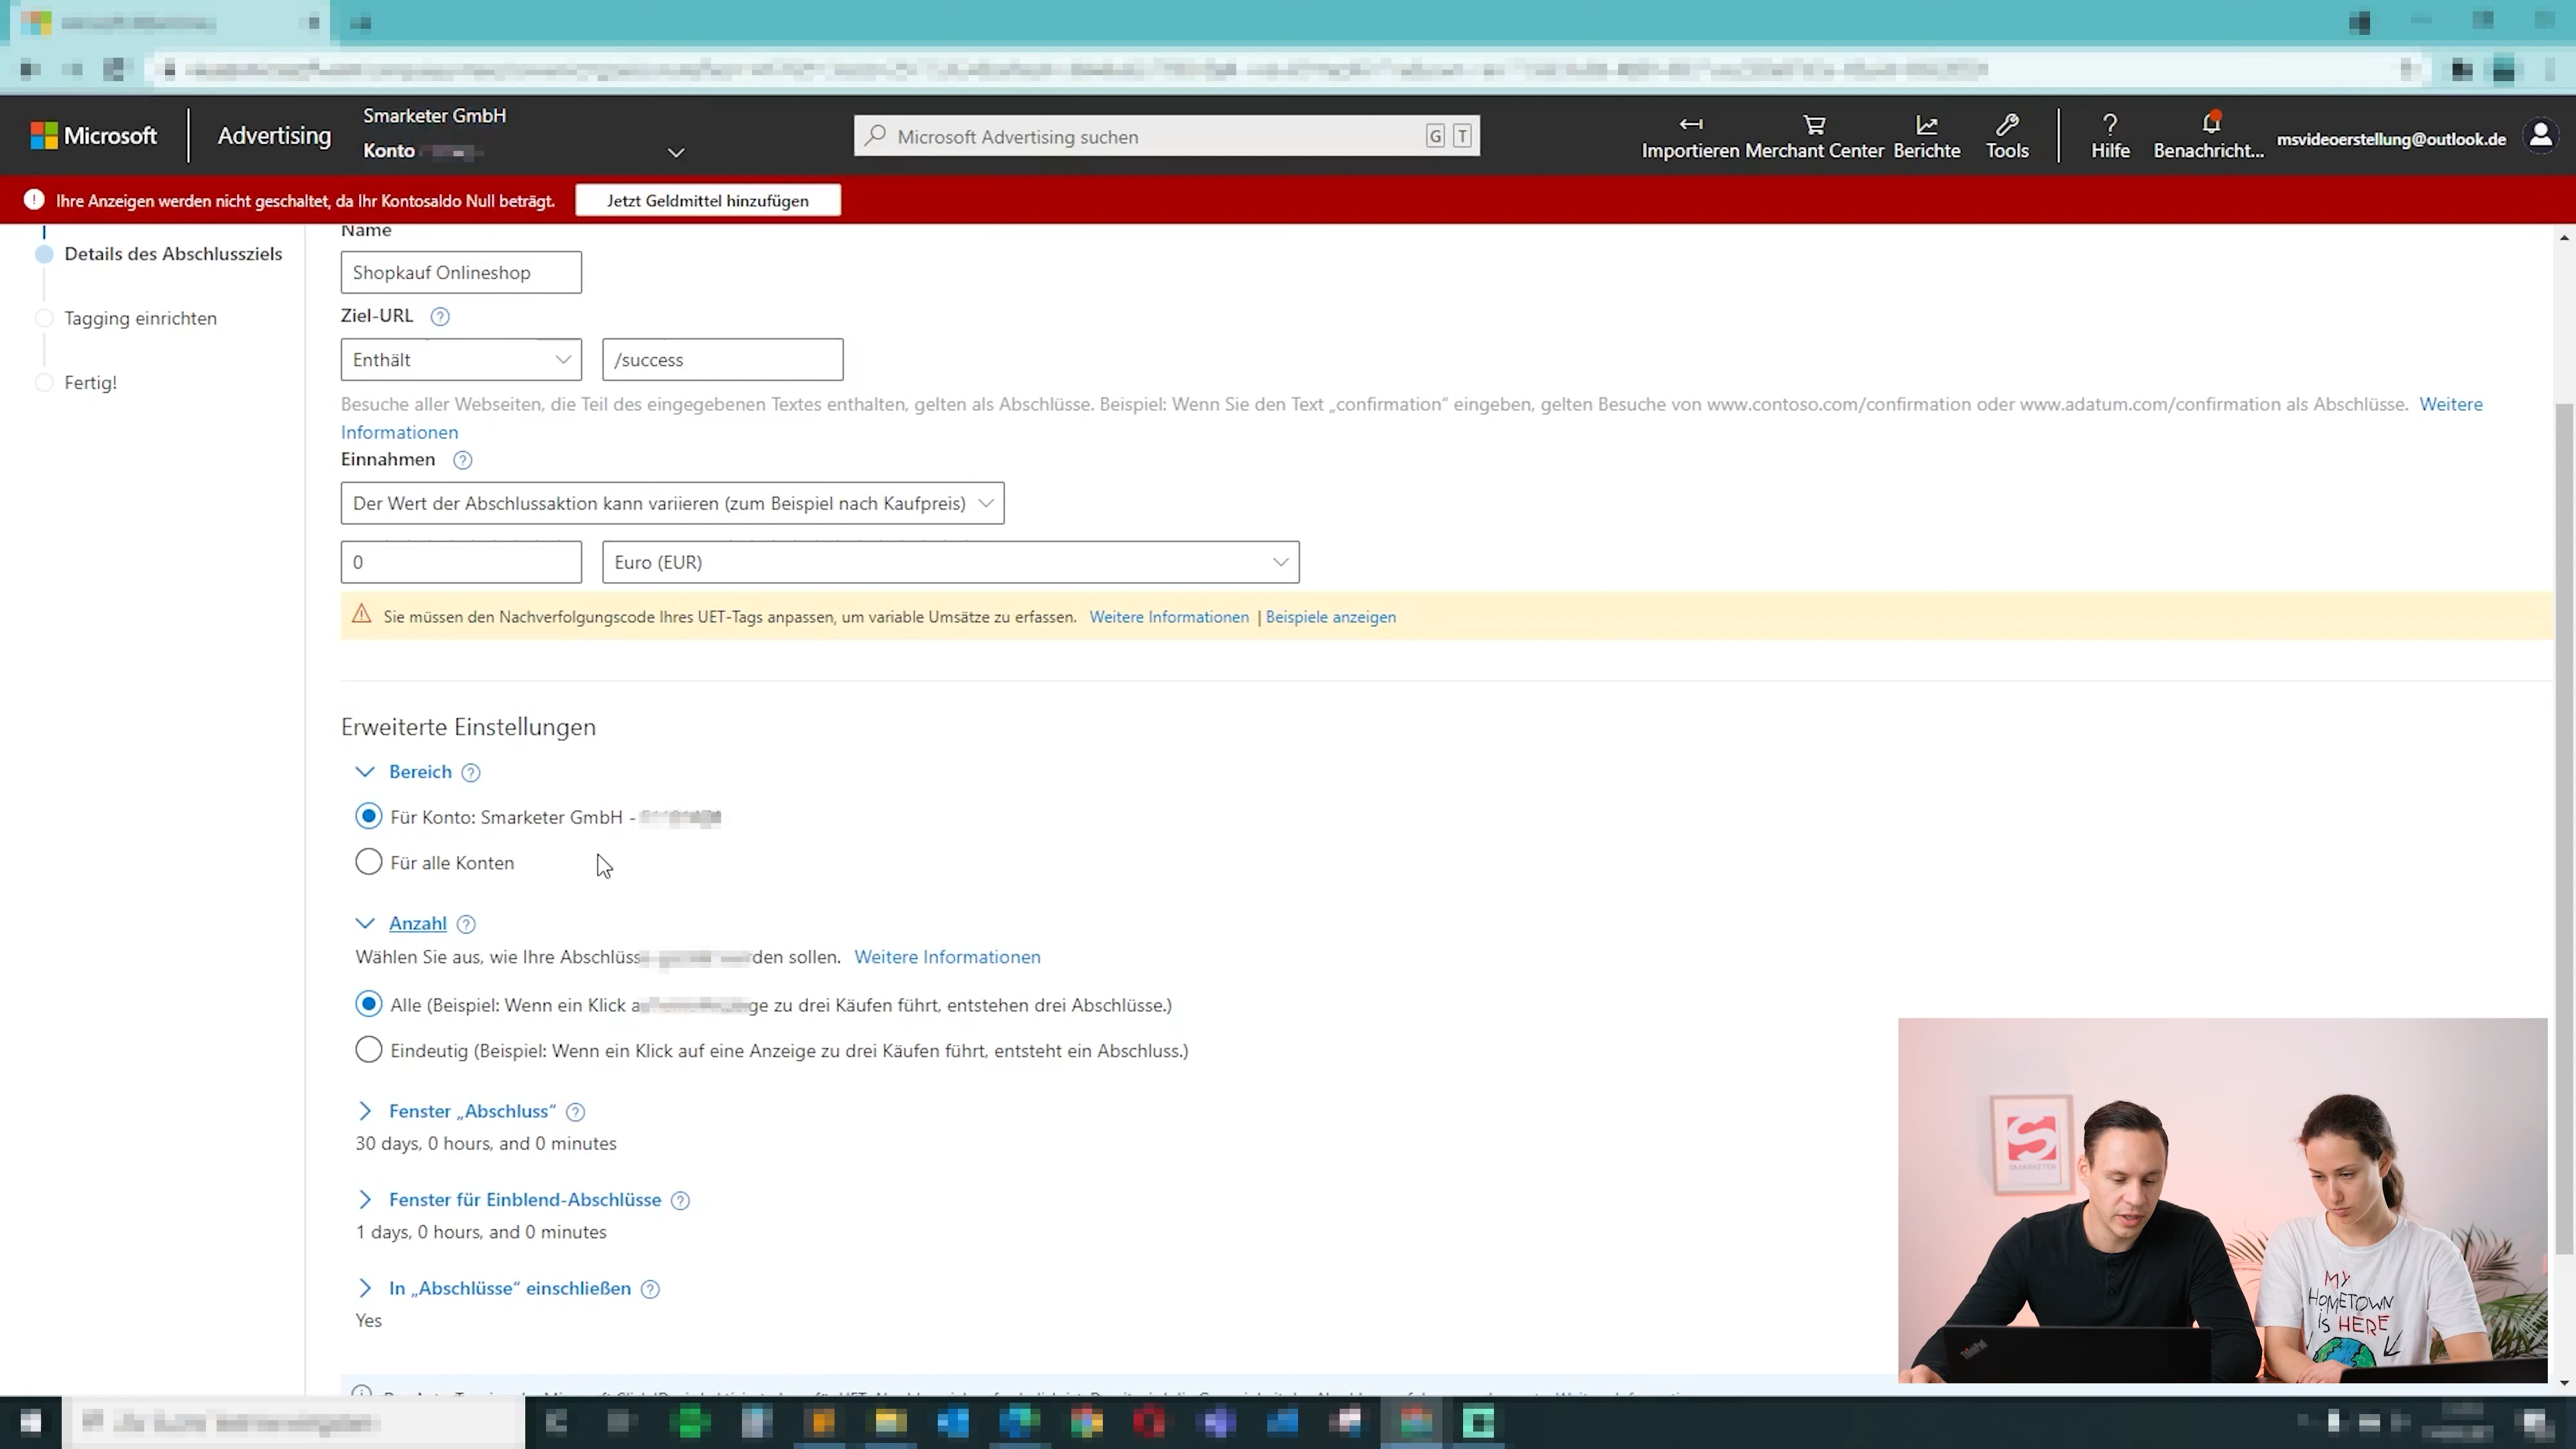 Microsoft
Advertising
Smarketer GmbH
Konto
Microsoft Advertising suchen
G T
Importieren
Merchant Center
Berichte
Tools
Hilfe
Benachricht...
msvideoerstellung@outlook.de
Ihre Anzeigen werden nicht geschaltet, da Ihr Kontosaldo Null beträgt.
Jetzt Geldmittel hinzufügen
Details des Abschlussziels
Tagging einrichten
Fertig!
Name
Shopkauf Onlineshop
Ziel-URL
Enthält
/success
Besuche aller Webseiten, die Teil des eingegebenen Textes enthalten, gelten als Abschlüsse. Beispiel: Wenn Sie den Text „confirmation“ eingeben, gelten Besuche von www.contoso.com/confirmation oder www.adatum.com/confirmation als Abschlüsse. Weitere
Informationen
Einnahmen
Der Wert der Abschlussaktion kann variieren (zum Beispiel nach Kaufpreis)
0
Euro (EUR)
Sie müssen den Nachverfolgungscode Ihres UET-Tags anpassen, um variable Umsätze zu erfassen. Weitere Informationen | Beispiele anzeigen
Erweiterte Einstellungen
Bereich
Für Konto: Smarketer GmbH -
Für alle Konten
Anzahl
Wählen Sie aus, wie Ihre sollen. Weitere Informationen
Alle (Beispiel: Wenn ein Klick zu drei Käufen führt, entstehen drei Abschlüsse.)
Eindeutig (Beispiel: Wenn ein Klick auf eine Anzeige zu drei Käufen führt, entsteht ein Abschluss.)
Fenster „Abschluss“
30 days, 0 hours, and 0 minutes
Fenster für Einblend-Abschlüsse
1 days, 0 hours, and 0 minutes
In „Abschlüsse“ einschließen
Yes
S
SMARKETER
MY
HOMETOWN
iS HERE
ThinkPad